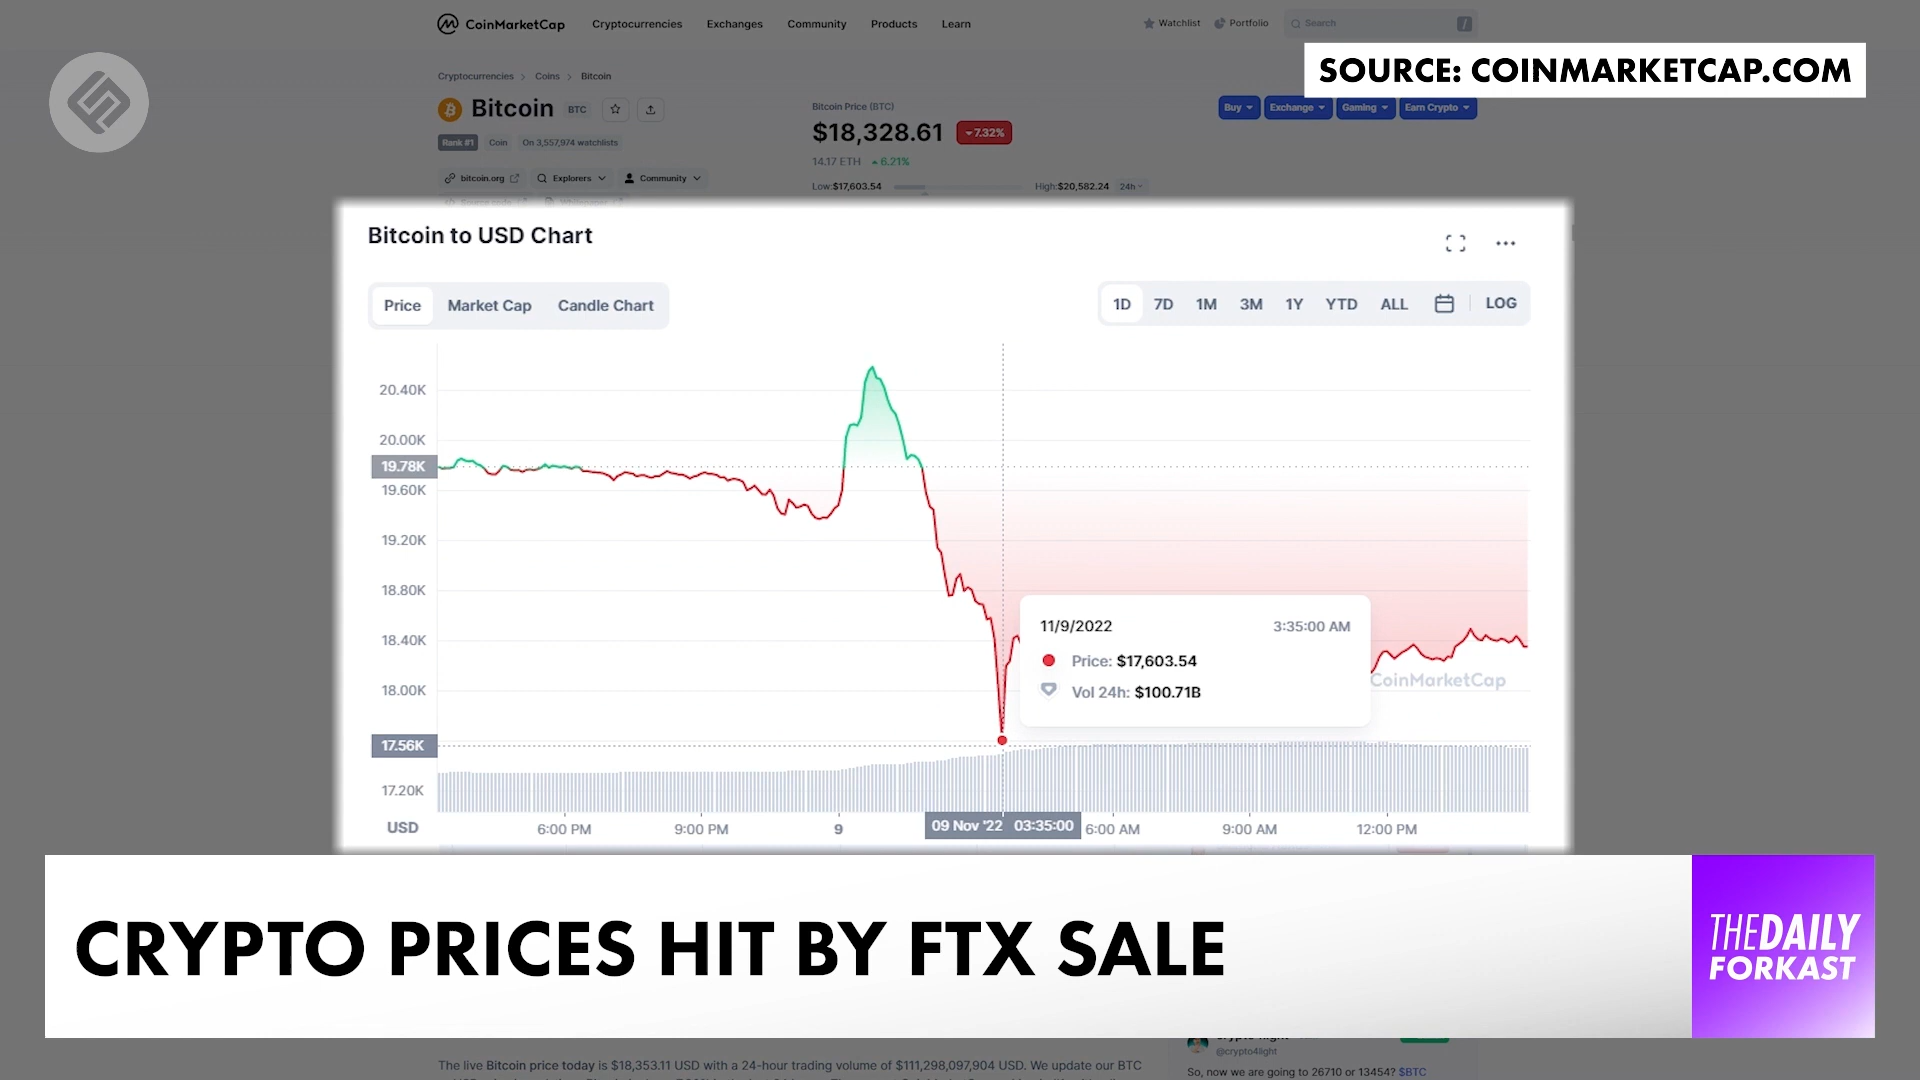 CoinMarketCap Cryptocurrencies Exchanges Community Products Learn Watchlist Portfolio Search /
SOURCE: COINMARKETCAP.COM
Cryptocurrencies > Coins > Bitcoin
Bitcoin BTC
Bitcoin Price (BTC)
Buy Exchange Gaming Earn Crypto
$18,328.61 7.32%
Rank #1 Coin On 3,557,974 watchlists
14.17 ETH 6.21%
bitcoin.org Explorers Community
Low:$17,603.54 High:$20,582.24 24h
Source code Whitepaper
Bitcoin to USD Chart
Price Market Cap Candle Chart
1D 7D 1M 3M 1Y YTD ALL LOG
20.40K
20.00K
19.78K
19.60K
19.20K
18.80K
18.40K
18.00K
17.56K
17.20K
11/9/2022 3:35:00 AM
Price: $17,603.54
Vol 24h: $100.71B
CoinMarketCap
USD
6:00 PM 9:00 PM 9 09 Nov '22 03:35:00 6:00 AM 9:00 AM 12:00 PM
CRYPTO PRICES HIT BY FTX SALE
THE DAILY
FORKAST
@crypto4light
The live Bitcoin price today is $18,353.11 USD with a 24-hour trading volume of $111,298,097,904 USD. We update our BTC
So, now we are going to 26710 or 13454? $BTC